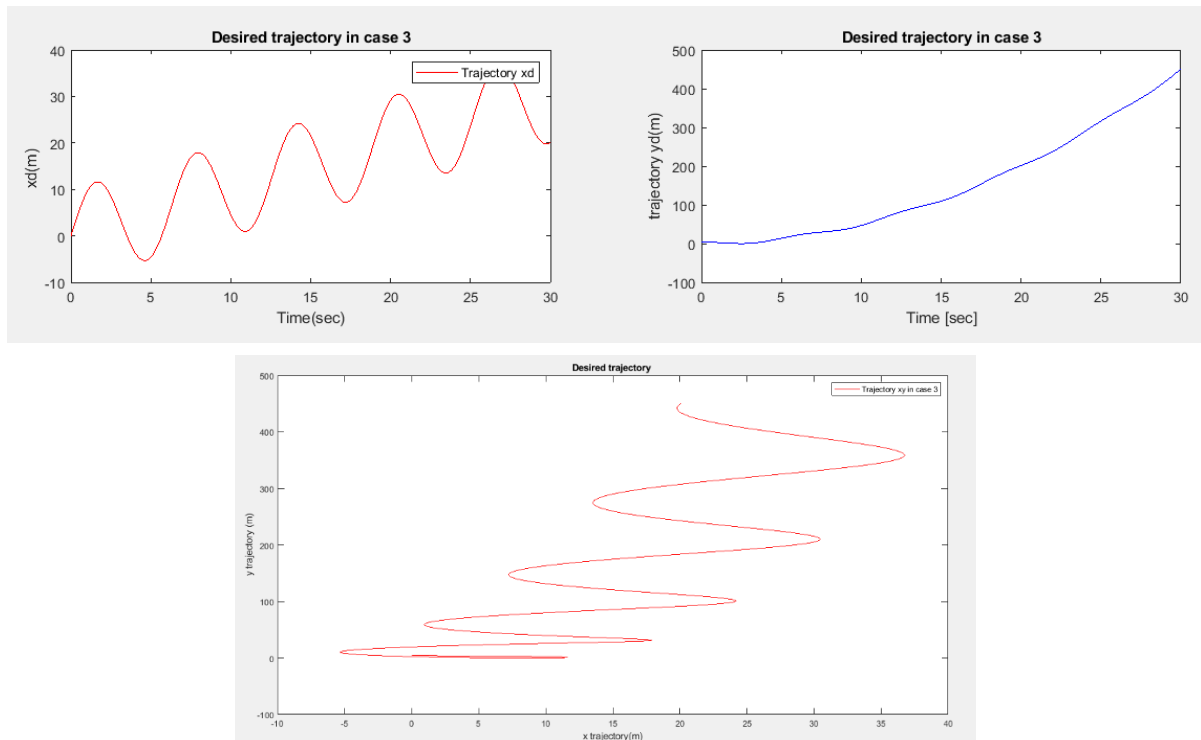 Desired trajectory in case 3
40
30
20
10
0
-10
xd(m)
Trajectory xd
0 5 10 15 20 25 30
Time(sec)
Desired trajectory in case 3
500
400
300
200
100
0
-100
trajectory yd(m)
0 5 10 15 20 25 30
Time [sec]
Desired trajectory
500
400
300
200
100
0
-100
y trajectory (m)
Trajectory xy in case 3
-10 -5 0 5 10 15 20 25 30 35 40
x trajectory(m)